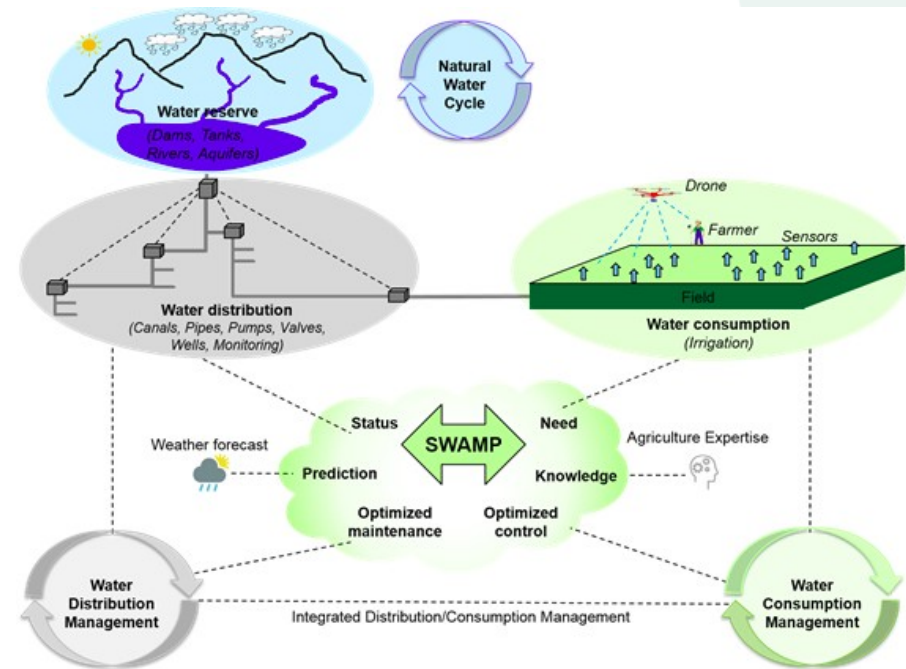 Natural
Water
Cycle
Water reserve
(Dams, Tanks,
Rivers, Aquifers)
Drone
Farmer
Sensors
Field
Water distribution
(Canals, Pipes, Pumps, Valves,
Wells, Monitoring)
Water consumption
(Irrigation)
Status
SWAMP
Need
Weather forecast
Agriculture Expertise
Prediction
Knowledge
Optimized
maintenance
Optimized
control
Water
Distribution
Management
Integrated Distribution/Consumption Management
Water
Consumption
Management